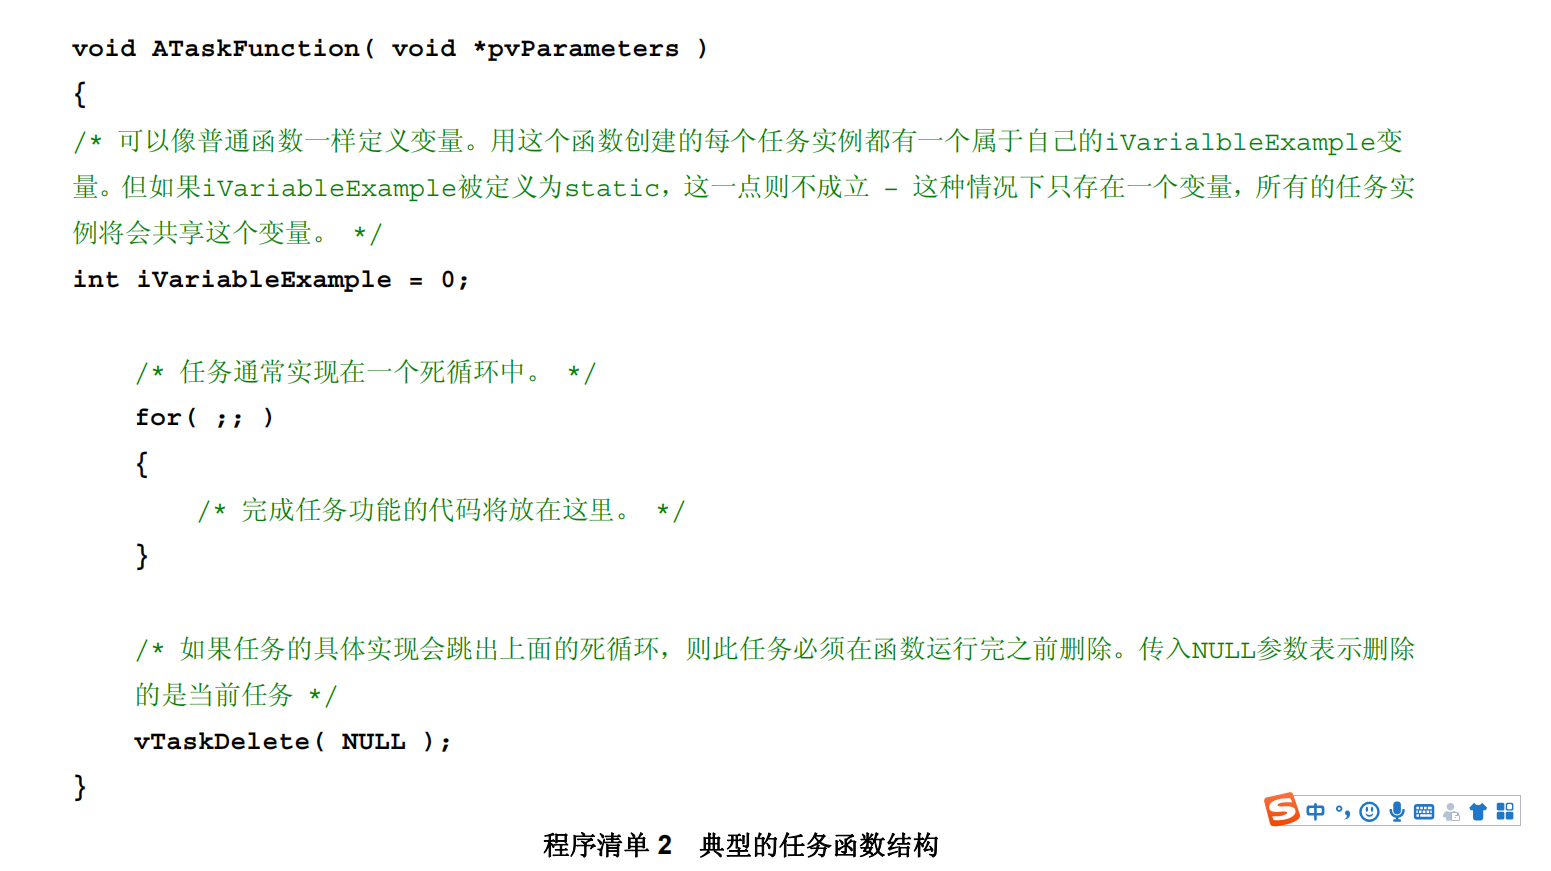 void ATaskFunction( void *pvParameters )
{
/* 可以像普通函数一样定义变量。用这个函数创建的每个任务实例都有一个属于自己的iVarialbleExample变
量。但如果iVariableExample被定义为static，这一点则不成立 – 这种情况下只存在一个变量，所有的任务实
例将会共享这个变量。 */
int iVariableExample = 0;
/* 任务通常实现在一个死循环中。 */
for( ;; )
{
/* 完成任务功能的代码将放在这里。 */
}
/* 如果任务的具体实现会跳出上面的死循环，则此任务必须在函数运行完之前删除。传入NULL参数表示删除
的是当前任务 */
vTaskDelete( NULL );
}
S 中 °,
程序清单 2 典型的任务函数结构